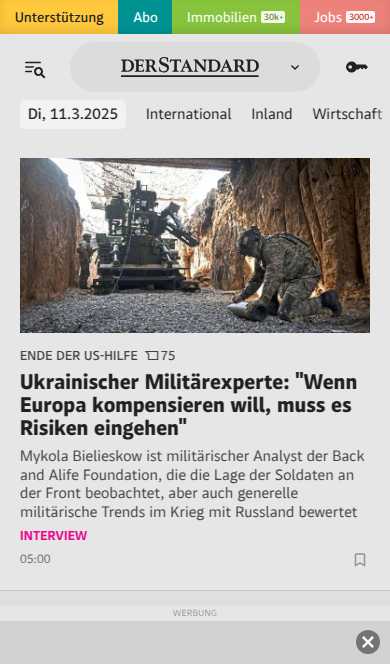 Unterstützung Abo Immobilien 30k+ Jobs 3000+
DERSTANDARD
Di, 11.3.2025 International Inland Wirtschaft
ENDE DER US-HILFE 75
Ukrainischer Militärexperte: "Wenn
Europa kompensieren will, muss es
Risiken eingehen"
Mykola Bielieskow ist militärischer Analyst der Back
and Alife Foundation, die die Lage der Soldaten an
der Front beobachtet, aber auch generelle
militärische Trends im Krieg mit Russland bewertet
INTERVIEW
05:00
WERBUNG